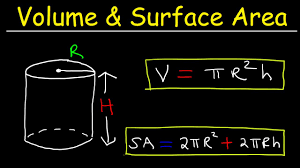 Volume & Surface Area
R
H
V = πR²h
SA = 2πR² + 2πRh